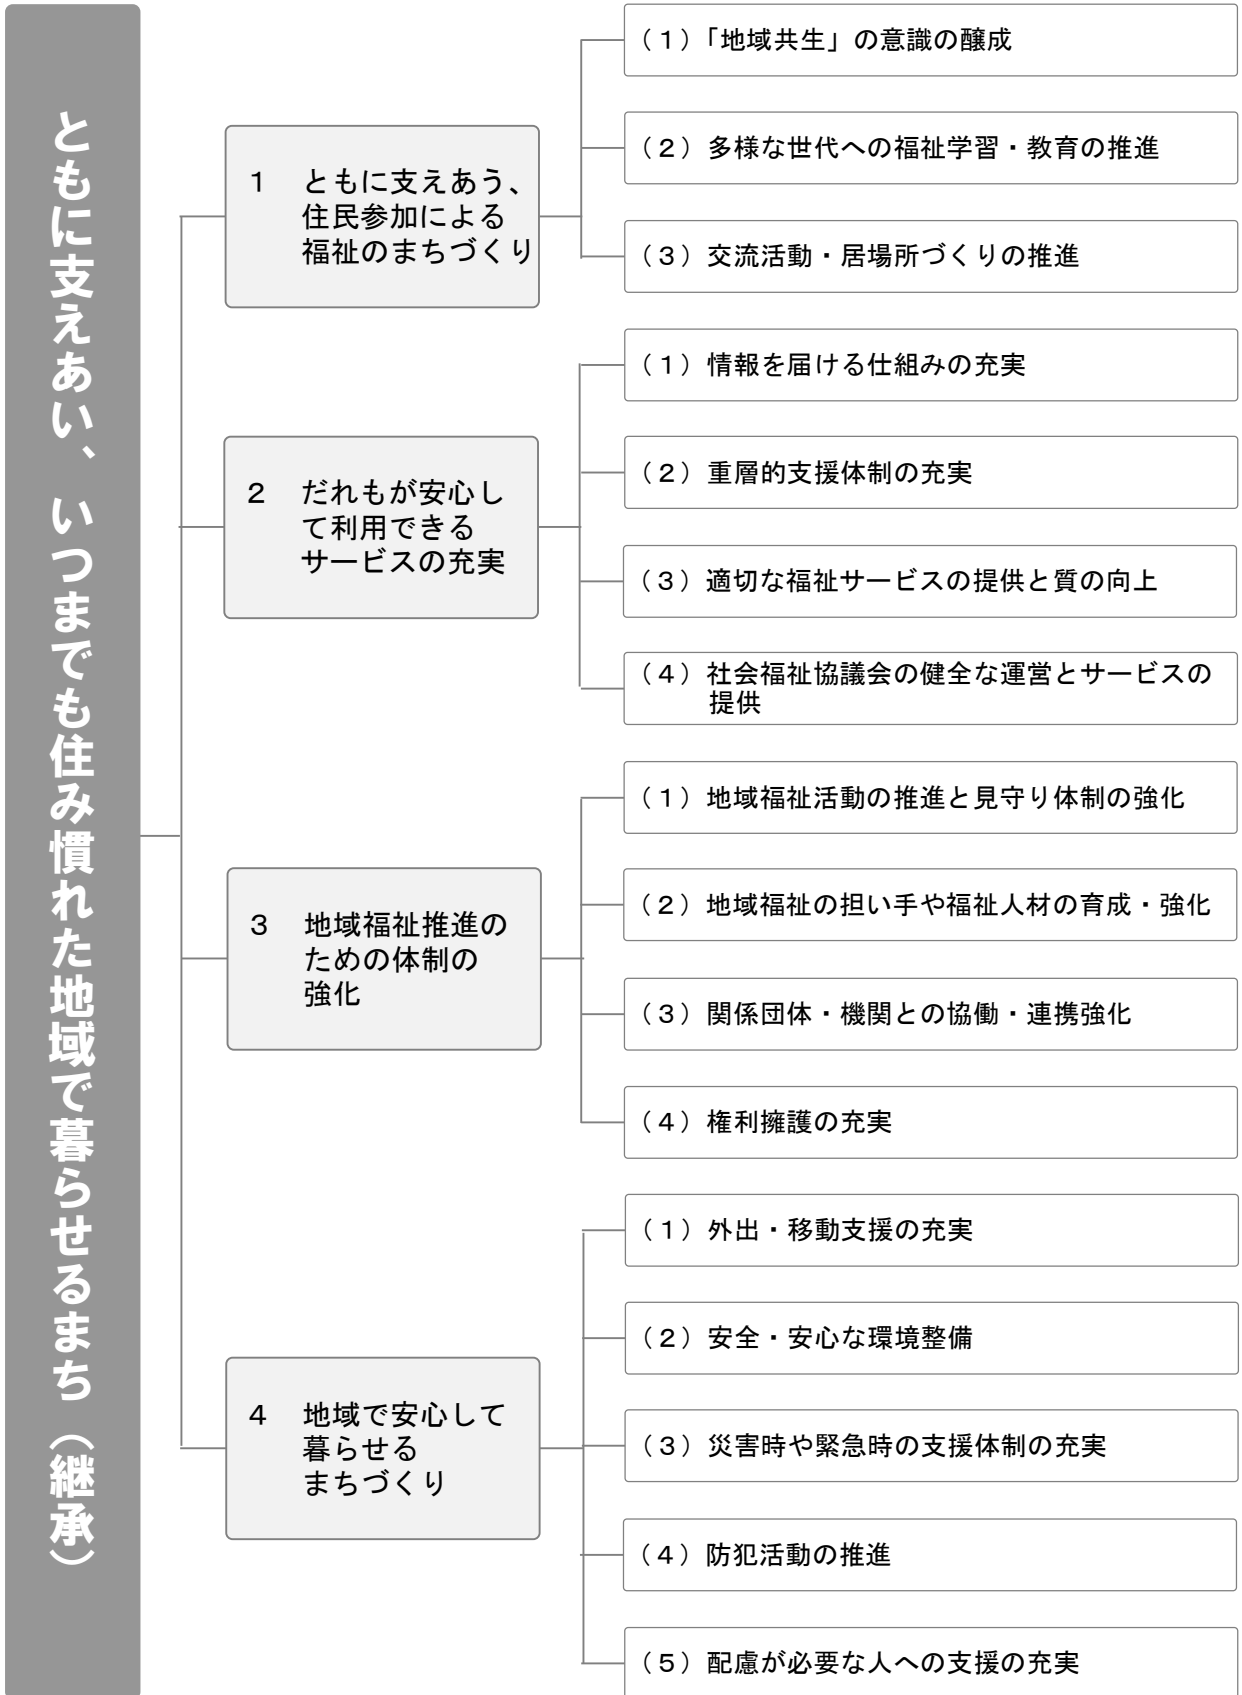 ともに支えあい、いつまでも住み慣れた地域で暮らせるまち（継承）
１　ともに支えあう、
住民参加による
福祉のまちづくり
（１）「地域共生」の意識の醸成
（２）多様な世代への福祉学習・教育の推進
（３）交流活動・居場所づくりの推進
２　だれもが安心し
て利用できる
サービスの充実
（１）情報を届ける仕組みの充実
（２）重層的支援体制の充実
（３）適切な福祉サービスの提供と質の向上
（４）社会福祉協議会の健全な運営とサービスの
提供
３　地域福祉推進の
ための体制の
強化
（１）地域福祉活動の推進と見守り体制の強化
（２）地域福祉の担い手や福祉人材の育成・強化
（３）関係団体・機関との協働・連携強化
（４）権利擁護の充実
４　地域で安心して
暮らせる
まちづくり
（１）外出・移動支援の充実
（２）安全・安心な環境整備
（３）災害時や緊急時の支援体制の充実
（４）防犯活動の推進
（５）配慮が必要な人への支援の充実